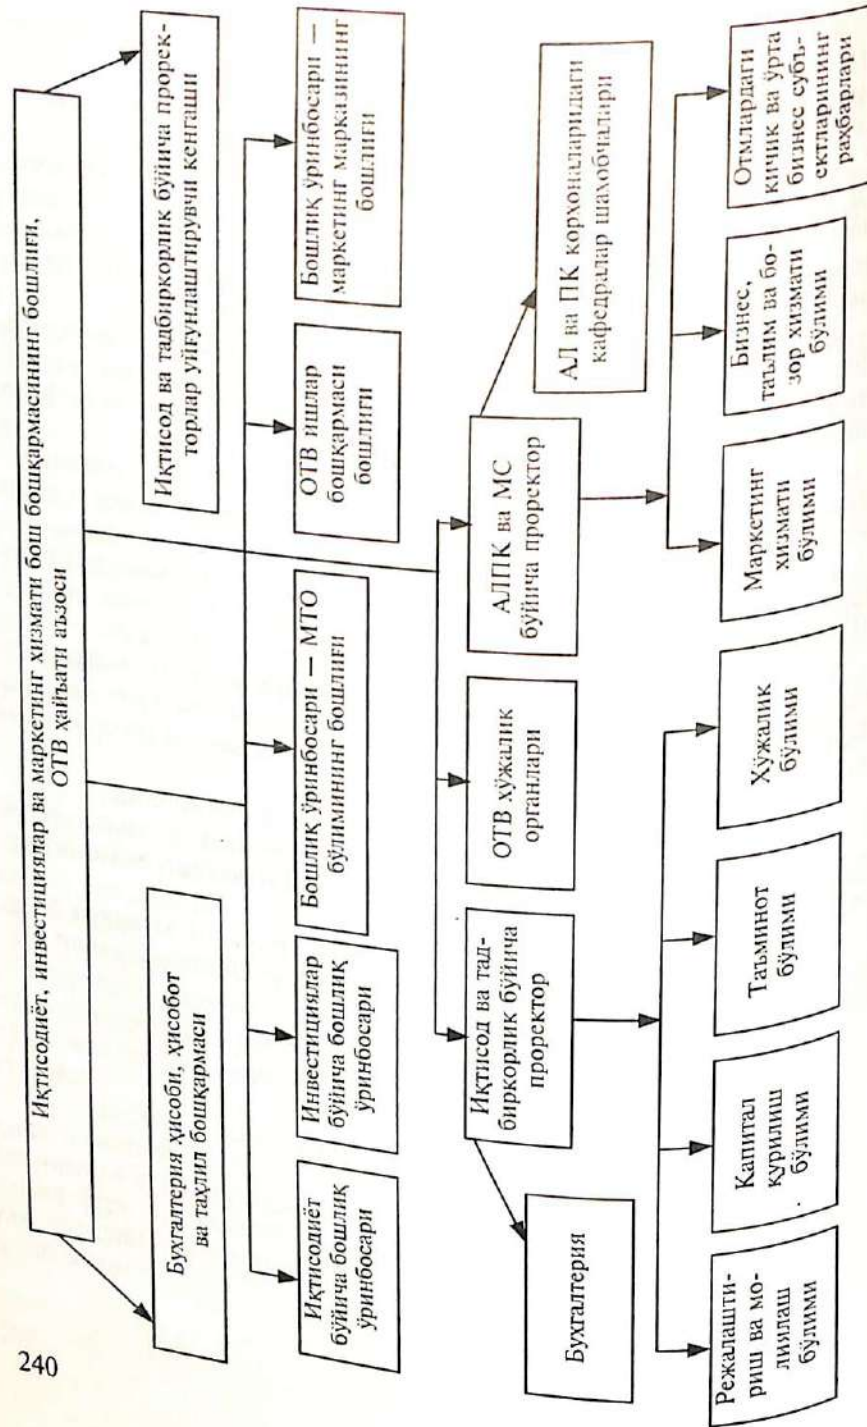 Иқтисодиёт, инвестициялар ва маркетинг хизмати бош бошқармасининг бошлиғи,
ОТВ ҳайъати аъзоси
Бухгалтерия ҳисоби, ҳисобот
ва таҳлил бошқармаси
Иқтисод ва тадбиркорлик бўйича прорек-
торлар уйғунлаштирувчи кенгаши
Иқтисодиёт
бўйича бошлиқ
ўринбосари
Инвестициялар
бўйича бошлиқ
ўринбосари
Бошлиқ ўринбосари — МТО
бўлимининг бошлиғи
ОТВ ишлар
бошқармаси
бошлиғи
Бошлиқ ўринбосари —
маркетинг марказининг
бошлиғи
Бухгалтерия
Иқтисод ва тад-
биркорлик бўйича
проректор
ОТВ хўжалик
органлари
АЛПК ва МС
бўйича проректор
АЛ ва ПК корхоналаридаги
кафедралар шахобчалари
Режалашти-
риш ва мо-
лиялаш
бўлими
Капитал
қурилиш
бўлими
Таъминот
бўлими
Хўжалик
бўлими
Маркетинг
хизмати
бўлими
Бизнес,
таълим ва бо-
зор хизмати
бўлими
Отмлардаги
кичик ва ўрта
бизнес субъ-
ектларининг
раҳбарлари
240